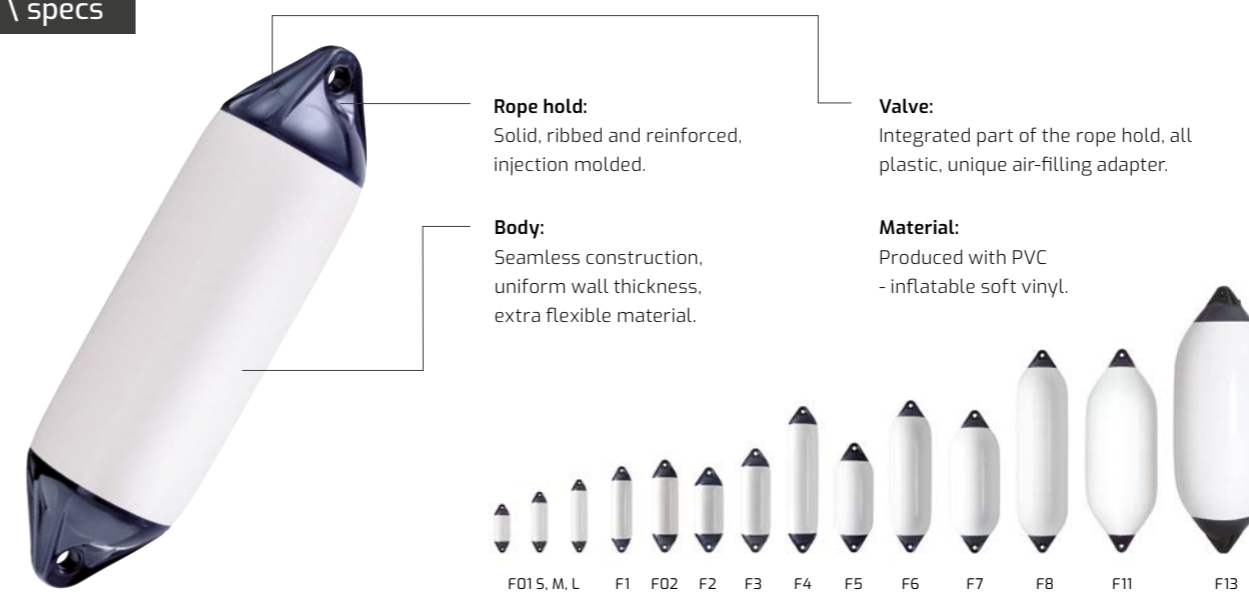 \ specs
Rope hold:
Solid, ribbed and reinforced,
injection molded.
Valve:
Integrated part of the rope hold, all
plastic, unique air-filling adapter.
Body:
Seamless construction,
uniform wall thickness,
extra flexible material.
Material:
Produced with PVC
- inflatable soft vinyl.
F01 S, M, L F1 F02 F2 F3 F4 F5 F6 F7 F8 F11 F13